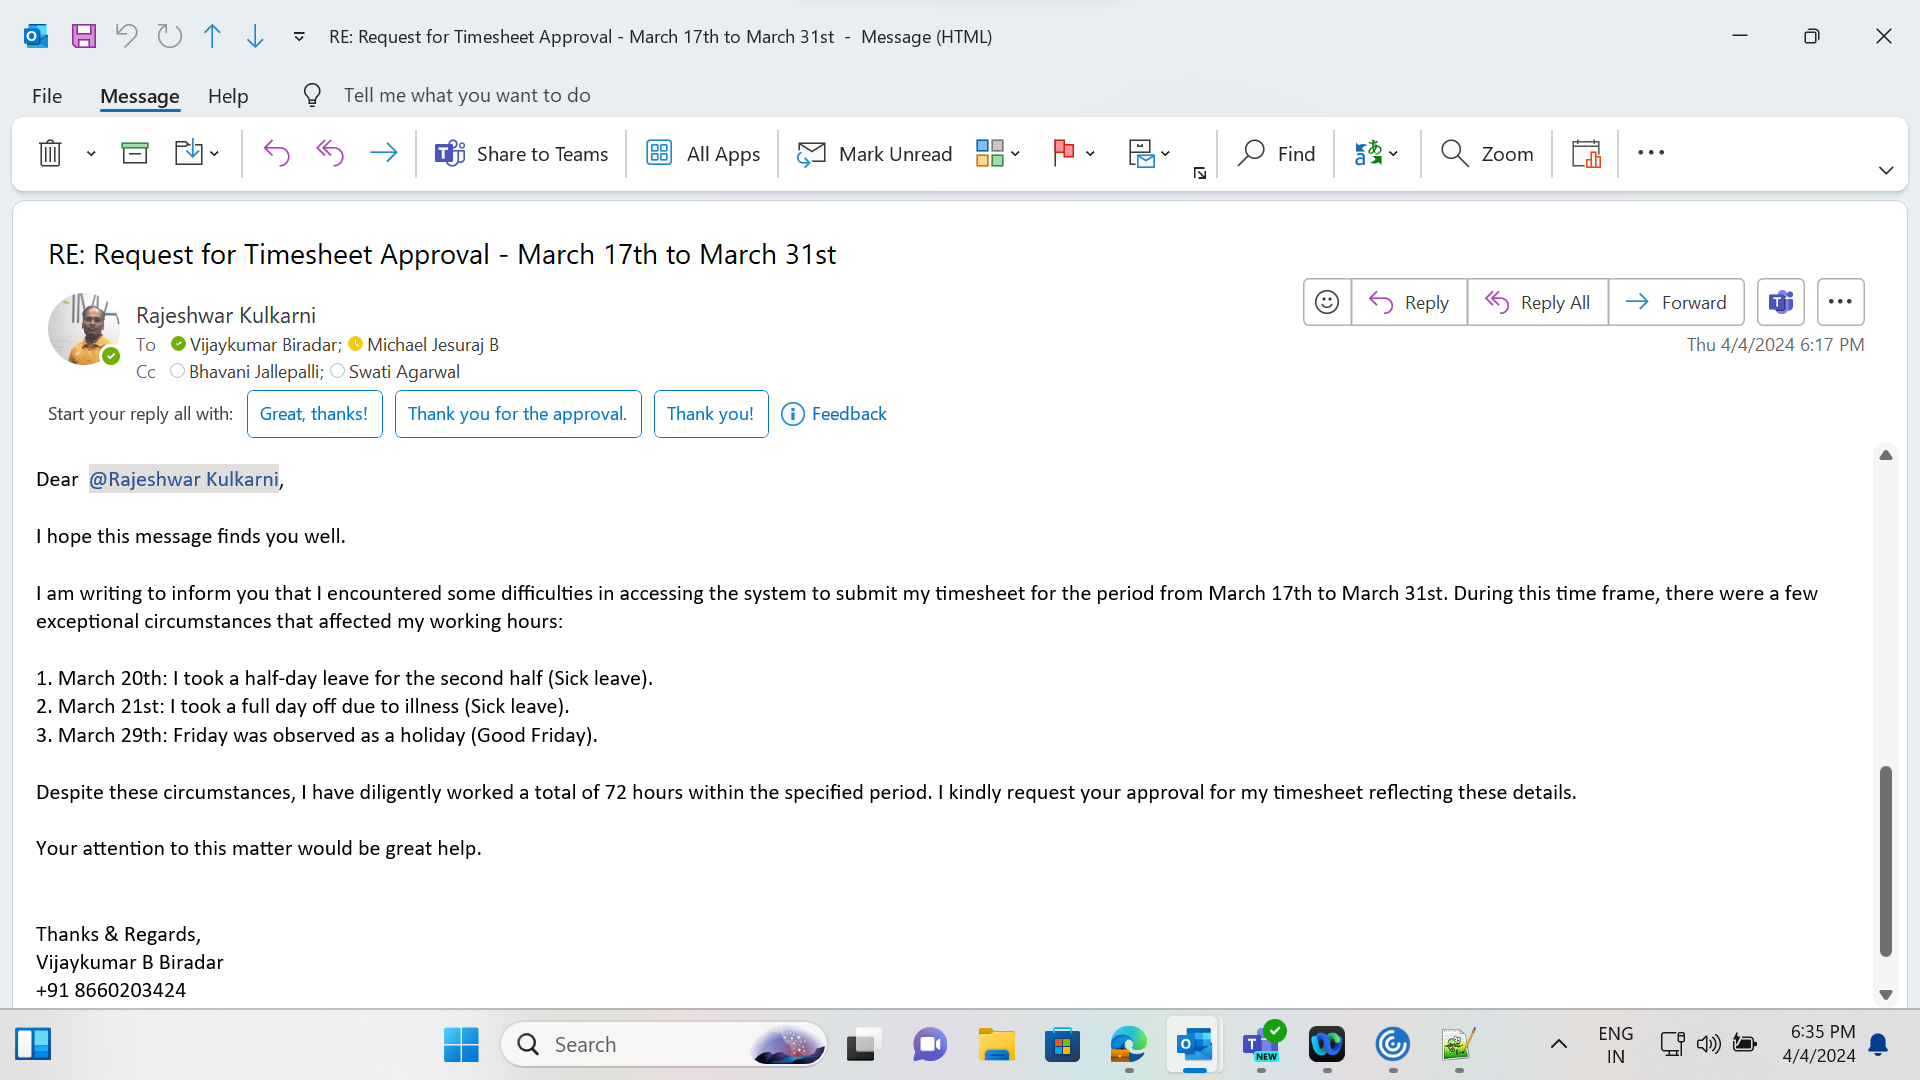 RE: Request for Timesheet Approval - March 17th to March 31st - Message (HTML)
File Message Help Tell me what you want to do
Share to Teams All Apps Mark Unread Find Zoom
RE: Request for Timesheet Approval - March 17th to March 31st
Rajeshwar Kulkarni
To Vijaykumar Biradar; Michael Jesuraj B
Cc Bhavani Jallepalli; Swati Agarwal
Reply Reply All Forward
Thu 4/4/2024 6:17 PM
Start your reply all with: Great, thanks! Thank you for the approval. Thank you! Feedback
Dear @Rajeshwar Kulkarni,
I hope this message finds you well.
I am writing to inform you that I encountered some difficulties in accessing the system to submit my timesheet for the period from March 17th to March 31st. During this time frame, there were a few
exceptional circumstances that affected my working hours:
1. March 20th: I took a half-day leave for the second half (Sick leave).
2. March 21st: I took a full day off due to illness (Sick leave).
3. March 29th: Friday was observed as a holiday (Good Friday).
Despite these circumstances, I have diligently worked a total of 72 hours within the specified period. I kindly request your approval for my timesheet reflecting these details.
Your attention to this matter would be great help.
Thanks & Regards,
Vijaykumar B Biradar
+91 8660203424
Search
NEW
ENG
IN
6:35 PM
4/4/2024